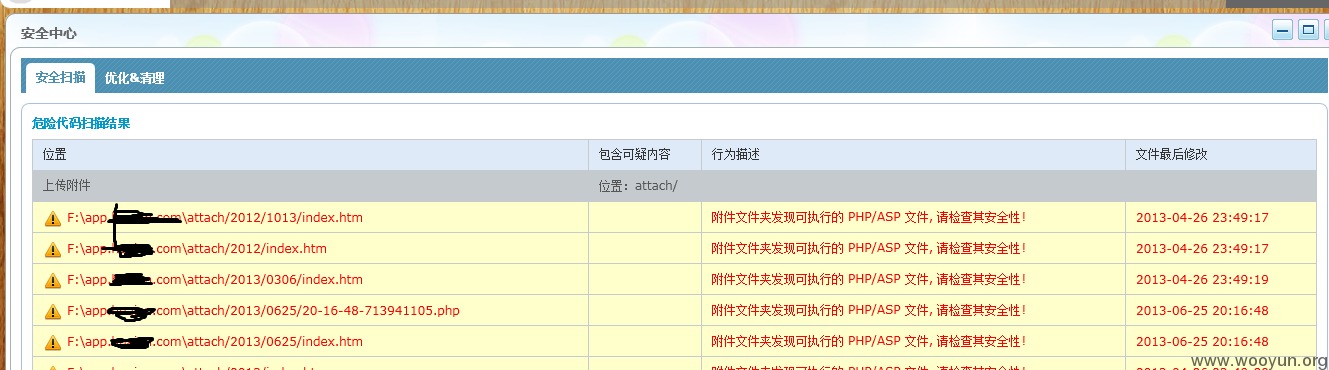 安全中心
安全扫描 优化&清理
危险代码扫描结果
位置 包含可疑内容 行为描述 文件最后修改
上传附件 位置：attach/
F:\app. .com\attach/2012/1013/index.htm 附件文件夹发现可执行的 PHP/ASP 文件, 请检查其安全性! 2013-04-26 23:49:17
F:\app. .com\attach/2012/index.htm 附件文件夹发现可执行的 PHP/ASP 文件, 请检查其安全性! 2013-04-26 23:49:17
F:\app. .com\attach/2013/0306/index.htm 附件文件夹发现可执行的 PHP/ASP 文件, 请检查其安全性! 2013-04-26 23:49:19
F:\app. .com\attach/2013/0625/20-16-48-713941105.php 附件文件夹发现可执行的 PHP/ASP 文件, 请检查其安全性! 2013-06-25 20:16:48
F:\app. .com\attach/2013/0625/index.htm 附件文件夹发现可执行的 PHP/ASP 文件, 请检查其安全性! 2013-06-25 20:16:48
www.wooyun.org